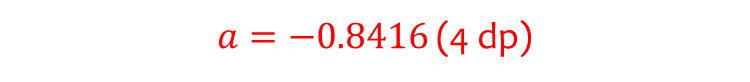 a = −0.8416 (4 dp)